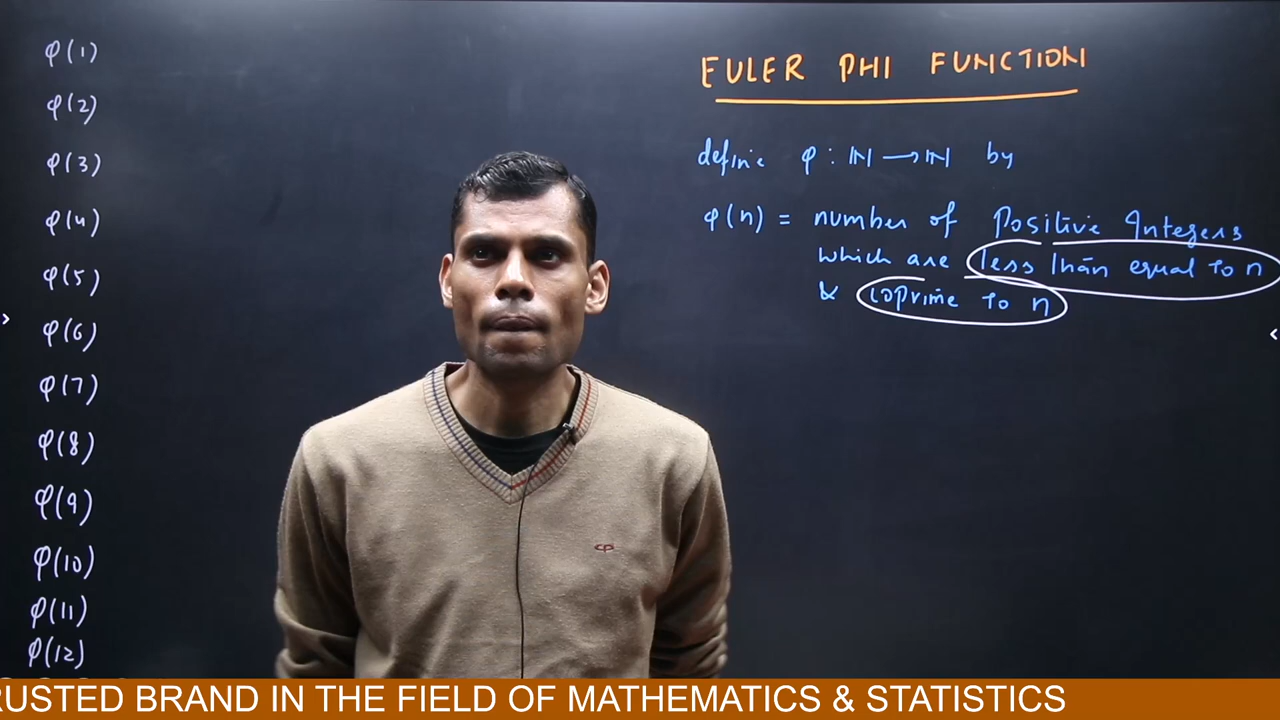 φ(1)
φ(2)
φ(3)
φ(4)
φ(5)
φ(6)
φ(7)
φ(8)
φ(9)
φ(10)
φ(11)
φ(12)
EULER PHI FUNCTION
define φ : ℕ → ℕ by
φ(n) = number of Positive Integers
which are less than equal to n
& coprime to n
RUSTED BRAND IN THE FIELD OF MATHEMATICS & STATISTICS